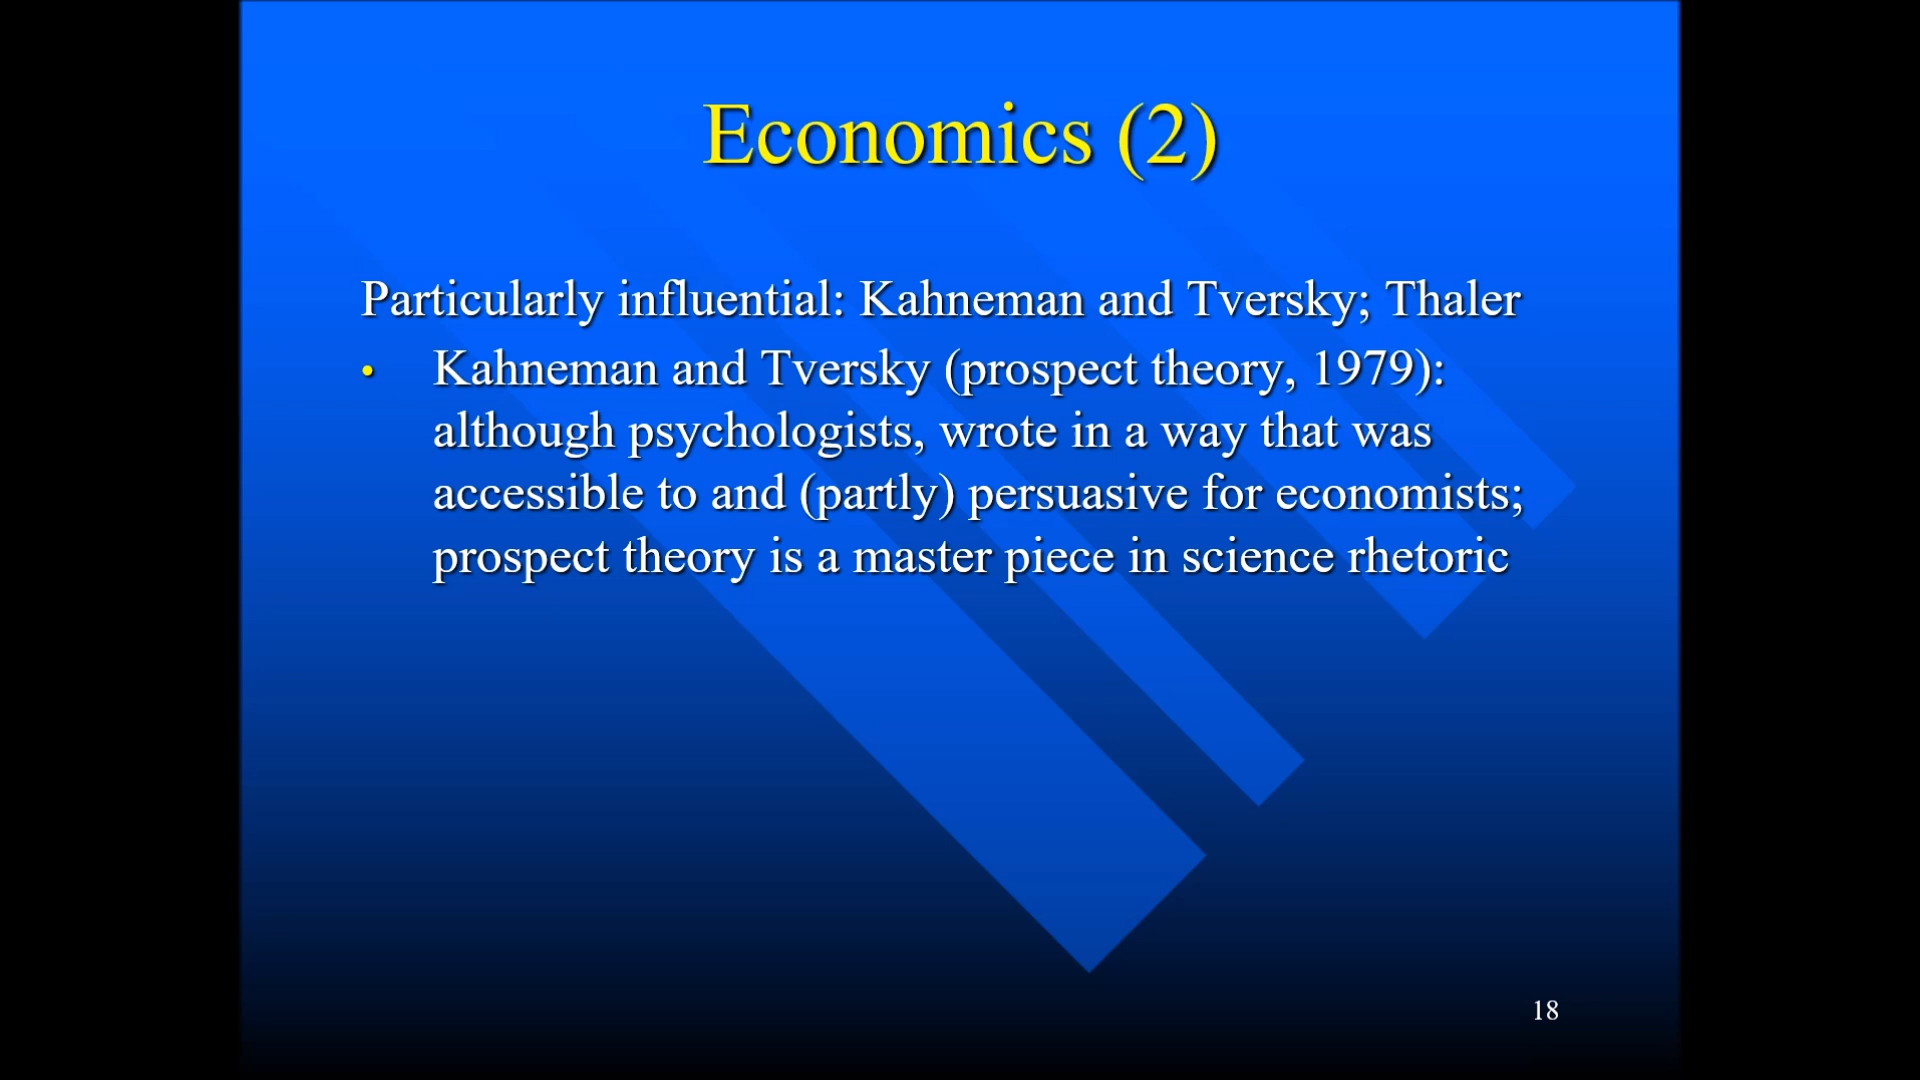 Economics (2)
Particularly influential: Kahneman and Tversky; Thaler
• Kahneman and Tversky (prospect theory, 1979):
although psychologists, wrote in a way that was
accessible to and (partly) persuasive for economists;
prospect theory is a master piece in science rhetoric
18